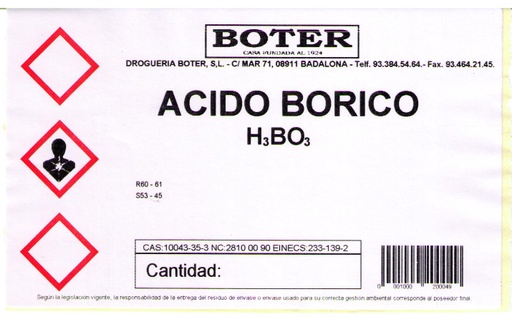 BOTER
CASA FUNDADA AL 1924
DROGUERIA BOTER, S.L. - C/ MAR 71, 08911 BADALONA - Telf. 93.384.54.64.- Fax. 93.464.21.45.
ACIDO BORICO
H₃BO₃
R60 - 61
S53 - 45
CAS:10043-35-3 NC:2810 00 90 EINECS:233-139-2
Cantidad:
0 001000 200049
Según la legislación vigente, la responsabilidad de la entrega del residuo de envase o envase usado para su correcta gestión ambiental corresponde al poseedor final.